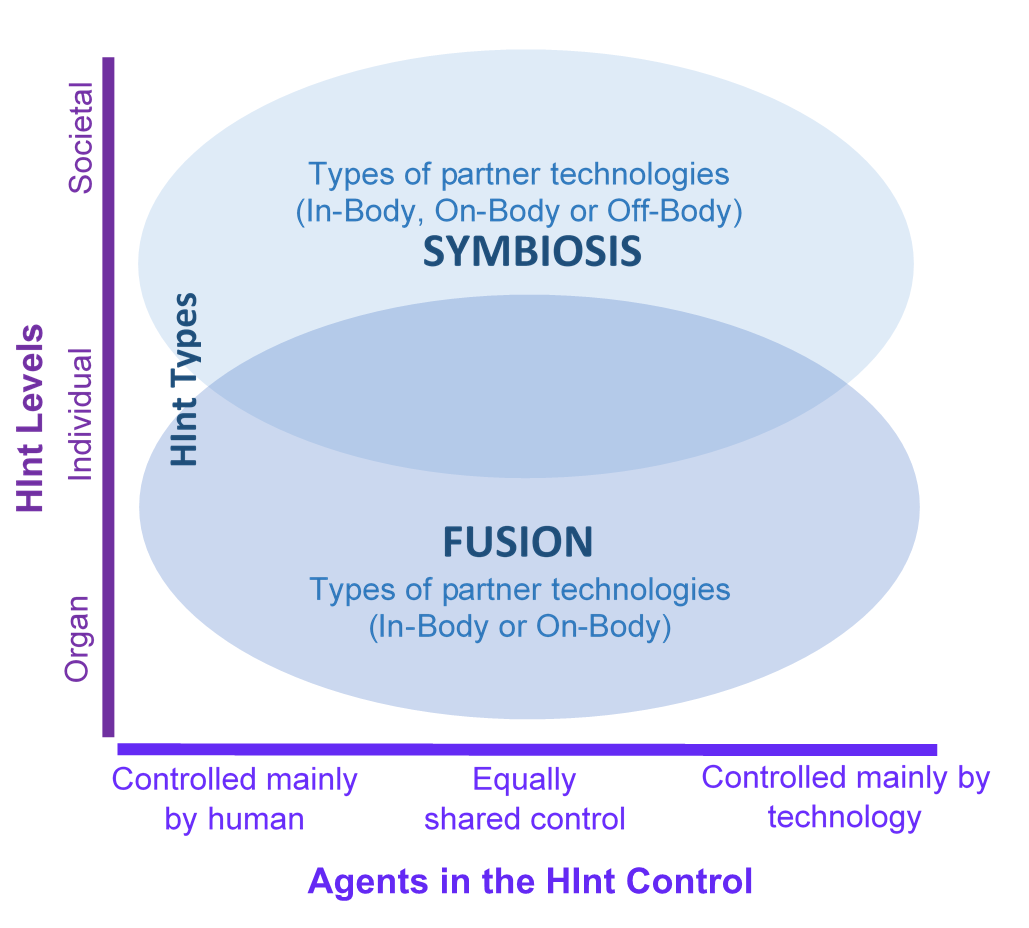 Societal
Types of partner technologies
(In-Body, On-Body or Off-Body)
SYMBIOSIS
HInt Types
HInt Levels
Individual
FUSION
Types of partner technologies
(In-Body or On-Body)
Organ
Controlled mainly
by human
Equally
shared control
Controlled mainly by
technology
Agents in the HInt Control